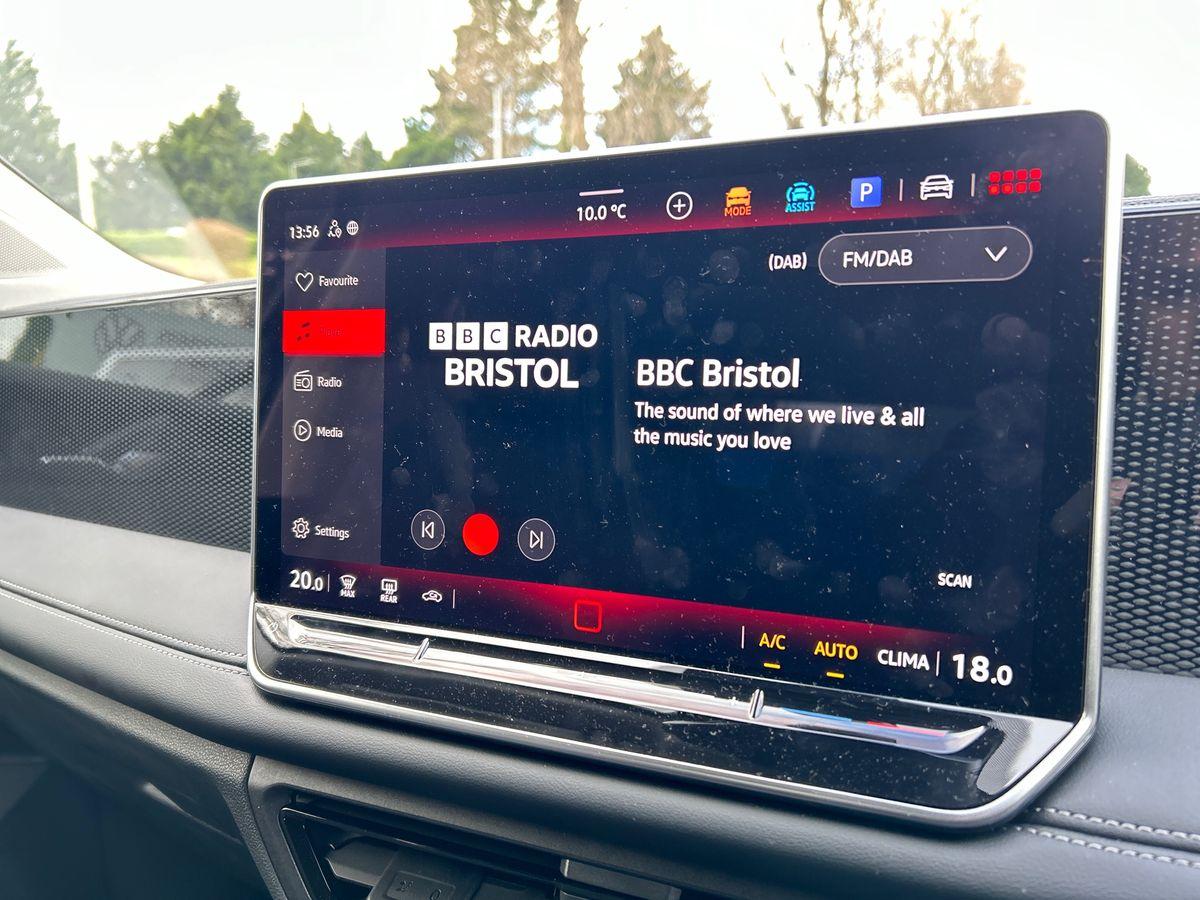 10.0 °C
MODE
ASSIST
P
13:56
(DAB)
FM/DAB
Favourite
BBC RADIO
BRISTOL
BBC Bristol
The sound of where we live & all
the music you love
Radio
Media
Settings
SCAN
20.0
MAX
REAR
A/C
AUTO
CLIMA
18.0